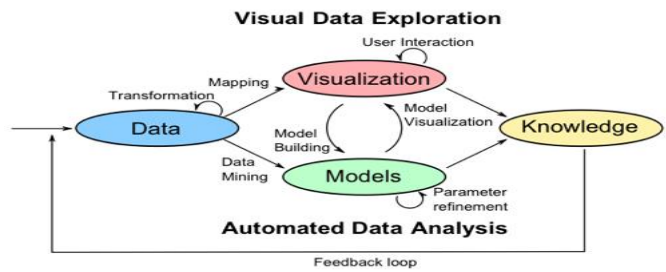 Visual Data Exploration
User Interaction
Mapping
Visualization
Transformation
Data
Model
Building
Model
Visualization
Knowledge
Data
Mining
Models
Parameter
refinement
Automated Data Analysis
Feedback loop